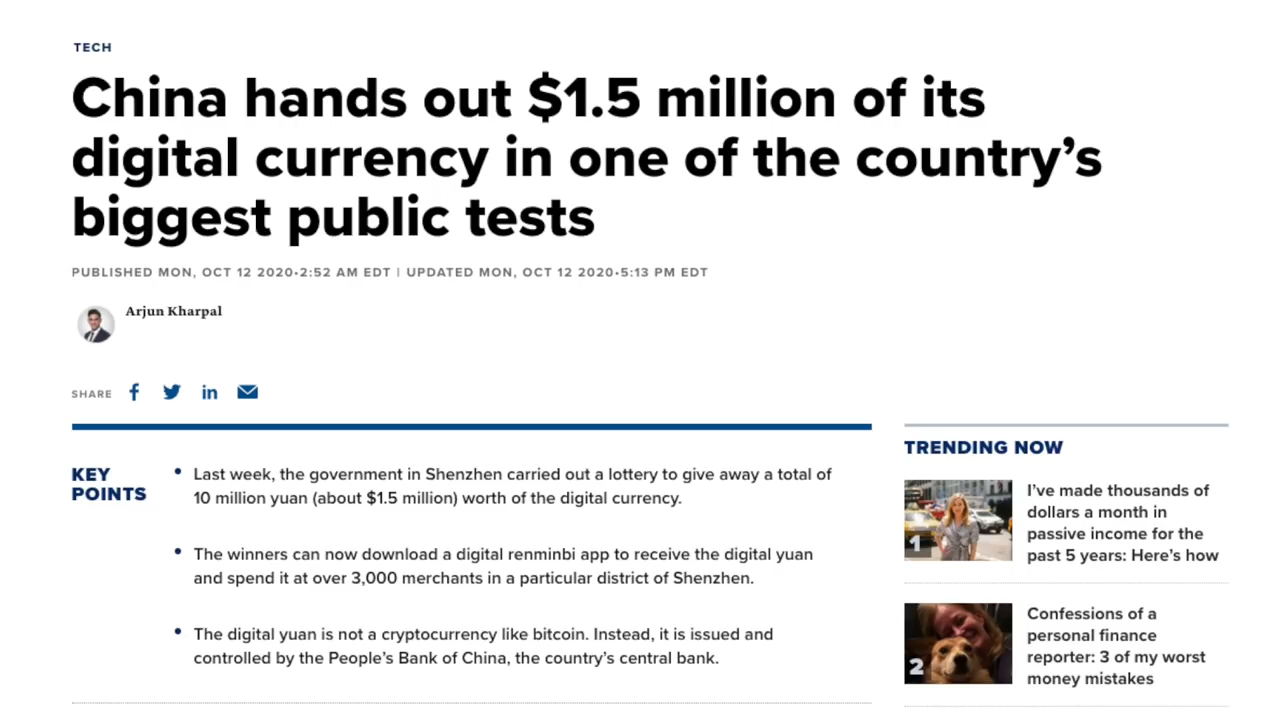 TECH
China hands out $1.5 million of its
digital currency in one of the country’s
biggest public tests
PUBLISHED MON, OCT 12 2020•2:52 AM EDT | UPDATED MON, OCT 12 2020•5:13 PM EDT
Arjun Kharpal
SHARE
KEY
POINTS
• Last week, the government in Shenzhen carried out a lottery to give away a total of
10 million yuan (about $1.5 million) worth of the digital currency.
• The winners can now download a digital renminbi app to receive the digital yuan
and spend it at over 3,000 merchants in a particular district of Shenzhen.
• The digital yuan is not a cryptocurrency like bitcoin. Instead, it is issued and
controlled by the People’s Bank of China, the country’s central bank.
TRENDING NOW
1
I’ve made thousands of
dollars a month in
passive income for the
past 5 years: Here’s how
2
Confessions of a
personal finance
reporter: 3 of my worst
money mistakes